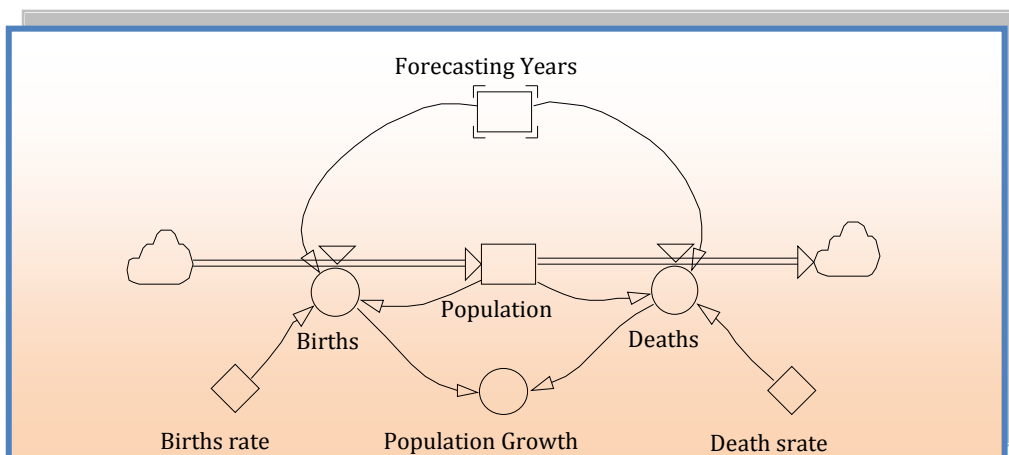 Forecasting Years
Population
Births
Deaths
Births rate
Population Growth
Death srate